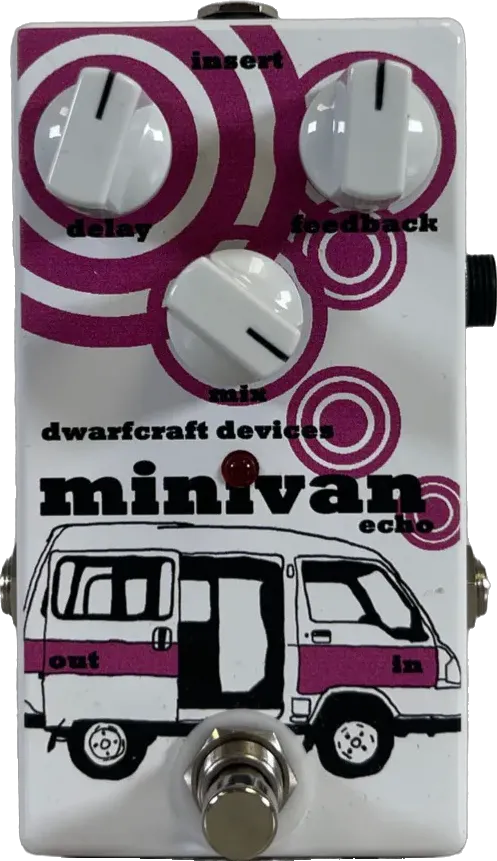 insert
delay
feedback
mix
dwarfcraft devices
minivan
echo
out
in